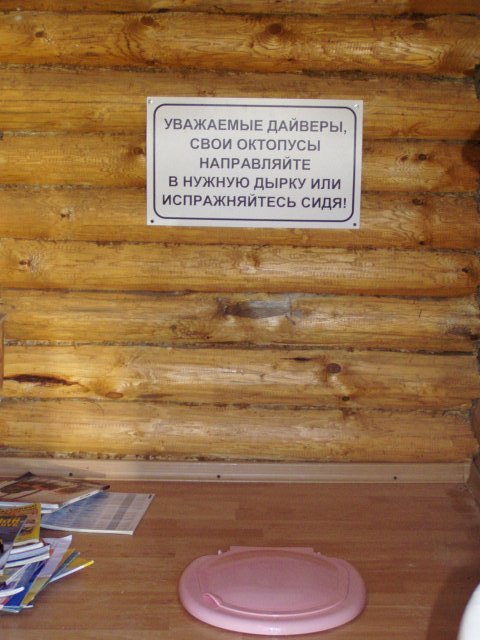 УВАЖАЕМЫЕ ДАЙВЕРЫ,
СВОИ ОКТОПУСЫ
НАПРАВЛЯЙТЕ
В НУЖНУЮ ДЫРКУ ИЛИ
ИСПРАЖНЯЙТЕСЬ СИДЯ!